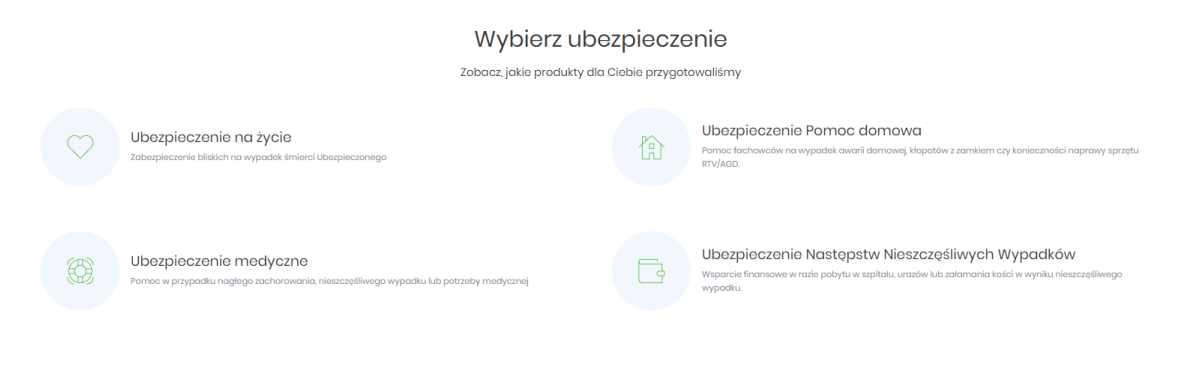 Wybierz ubezpieczenie
Zobacz, jakie produkty dla Ciebie przygotowaliśmy
Ubezpieczenie na życie
Zabezpieczenie bliskich na wypadek śmierci Ubezpieczonego
Ubezpieczenie Pomoc domowa
Pomoc fachowców na wypadek awarii domowej, kłopotów z zamkiem czy konieczności naprawy sprzętu
RTV/AGD.
Ubezpieczenie medyczne
Pomoc w przypadku nagłego zachorowania, nieszczęśliwego wypadku lub potrzeby medycznej
Ubezpieczenie Następstw Nieszczęśliwych Wypadków
Wsparcie finansowe w razie pobytu w szpitalu, urazów lub załamania kości w wyniku nieszczęśliwego
wypadku.